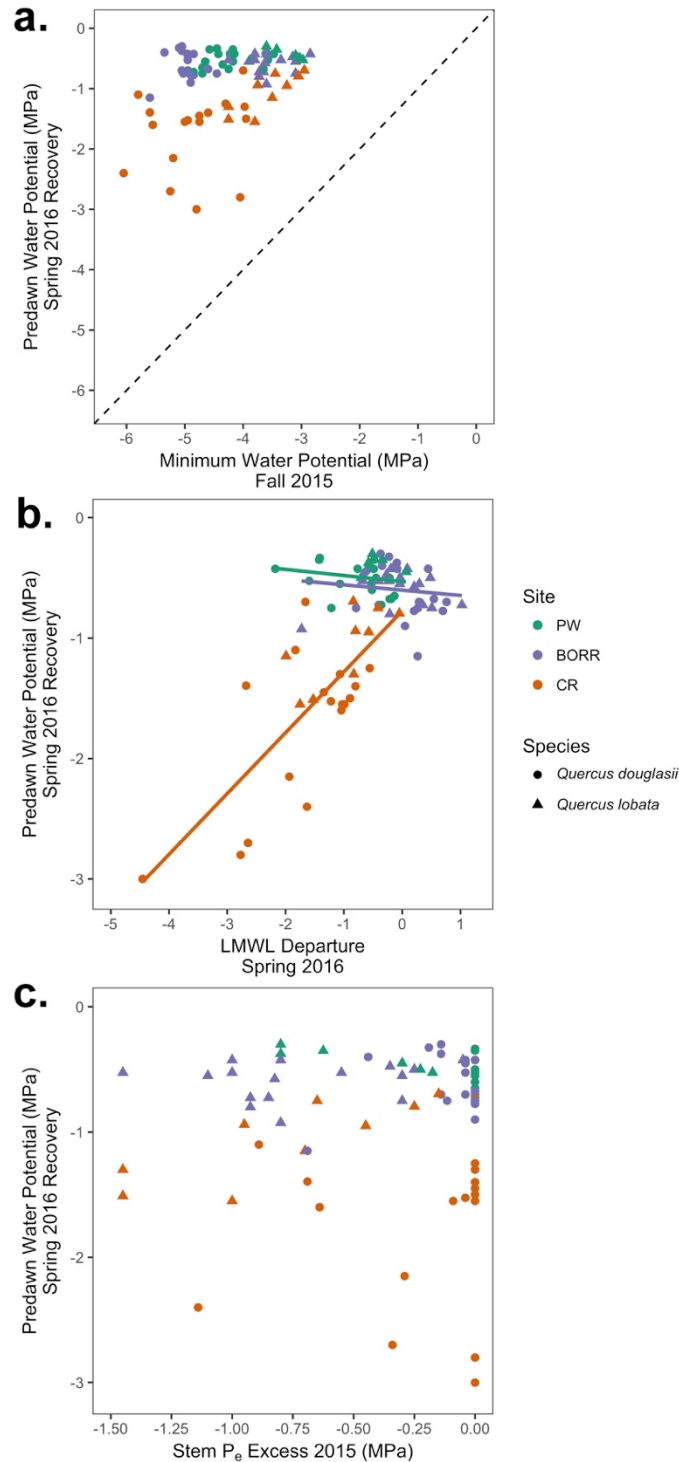 a.
0
-1
-2
-3
-4
-5
-6
Predawn Water Potential (MPa)
Spring 2016 Recovery
-6 -5 -4 -3 -2 -1 0
Minimum Water Potential (MPa)
Fall 2015
b.
0
-1
-2
-3
Predawn Water Potential (MPa)
Spring 2016 Recovery
-5 -4 -3 -2 -1 0 1
LMWL Departure
Spring 2016
Site
PW
BORR
CR
Species
Quercus douglasii
Quercus lobata
c.
0
-1
-2
-3
Predawn Water Potential (MPa)
Spring 2016 Recovery
-1.50 -1.25 -1.00 -0.75 -0.50 -0.25 0.00
Stem Pe Excess 2015 (MPa)